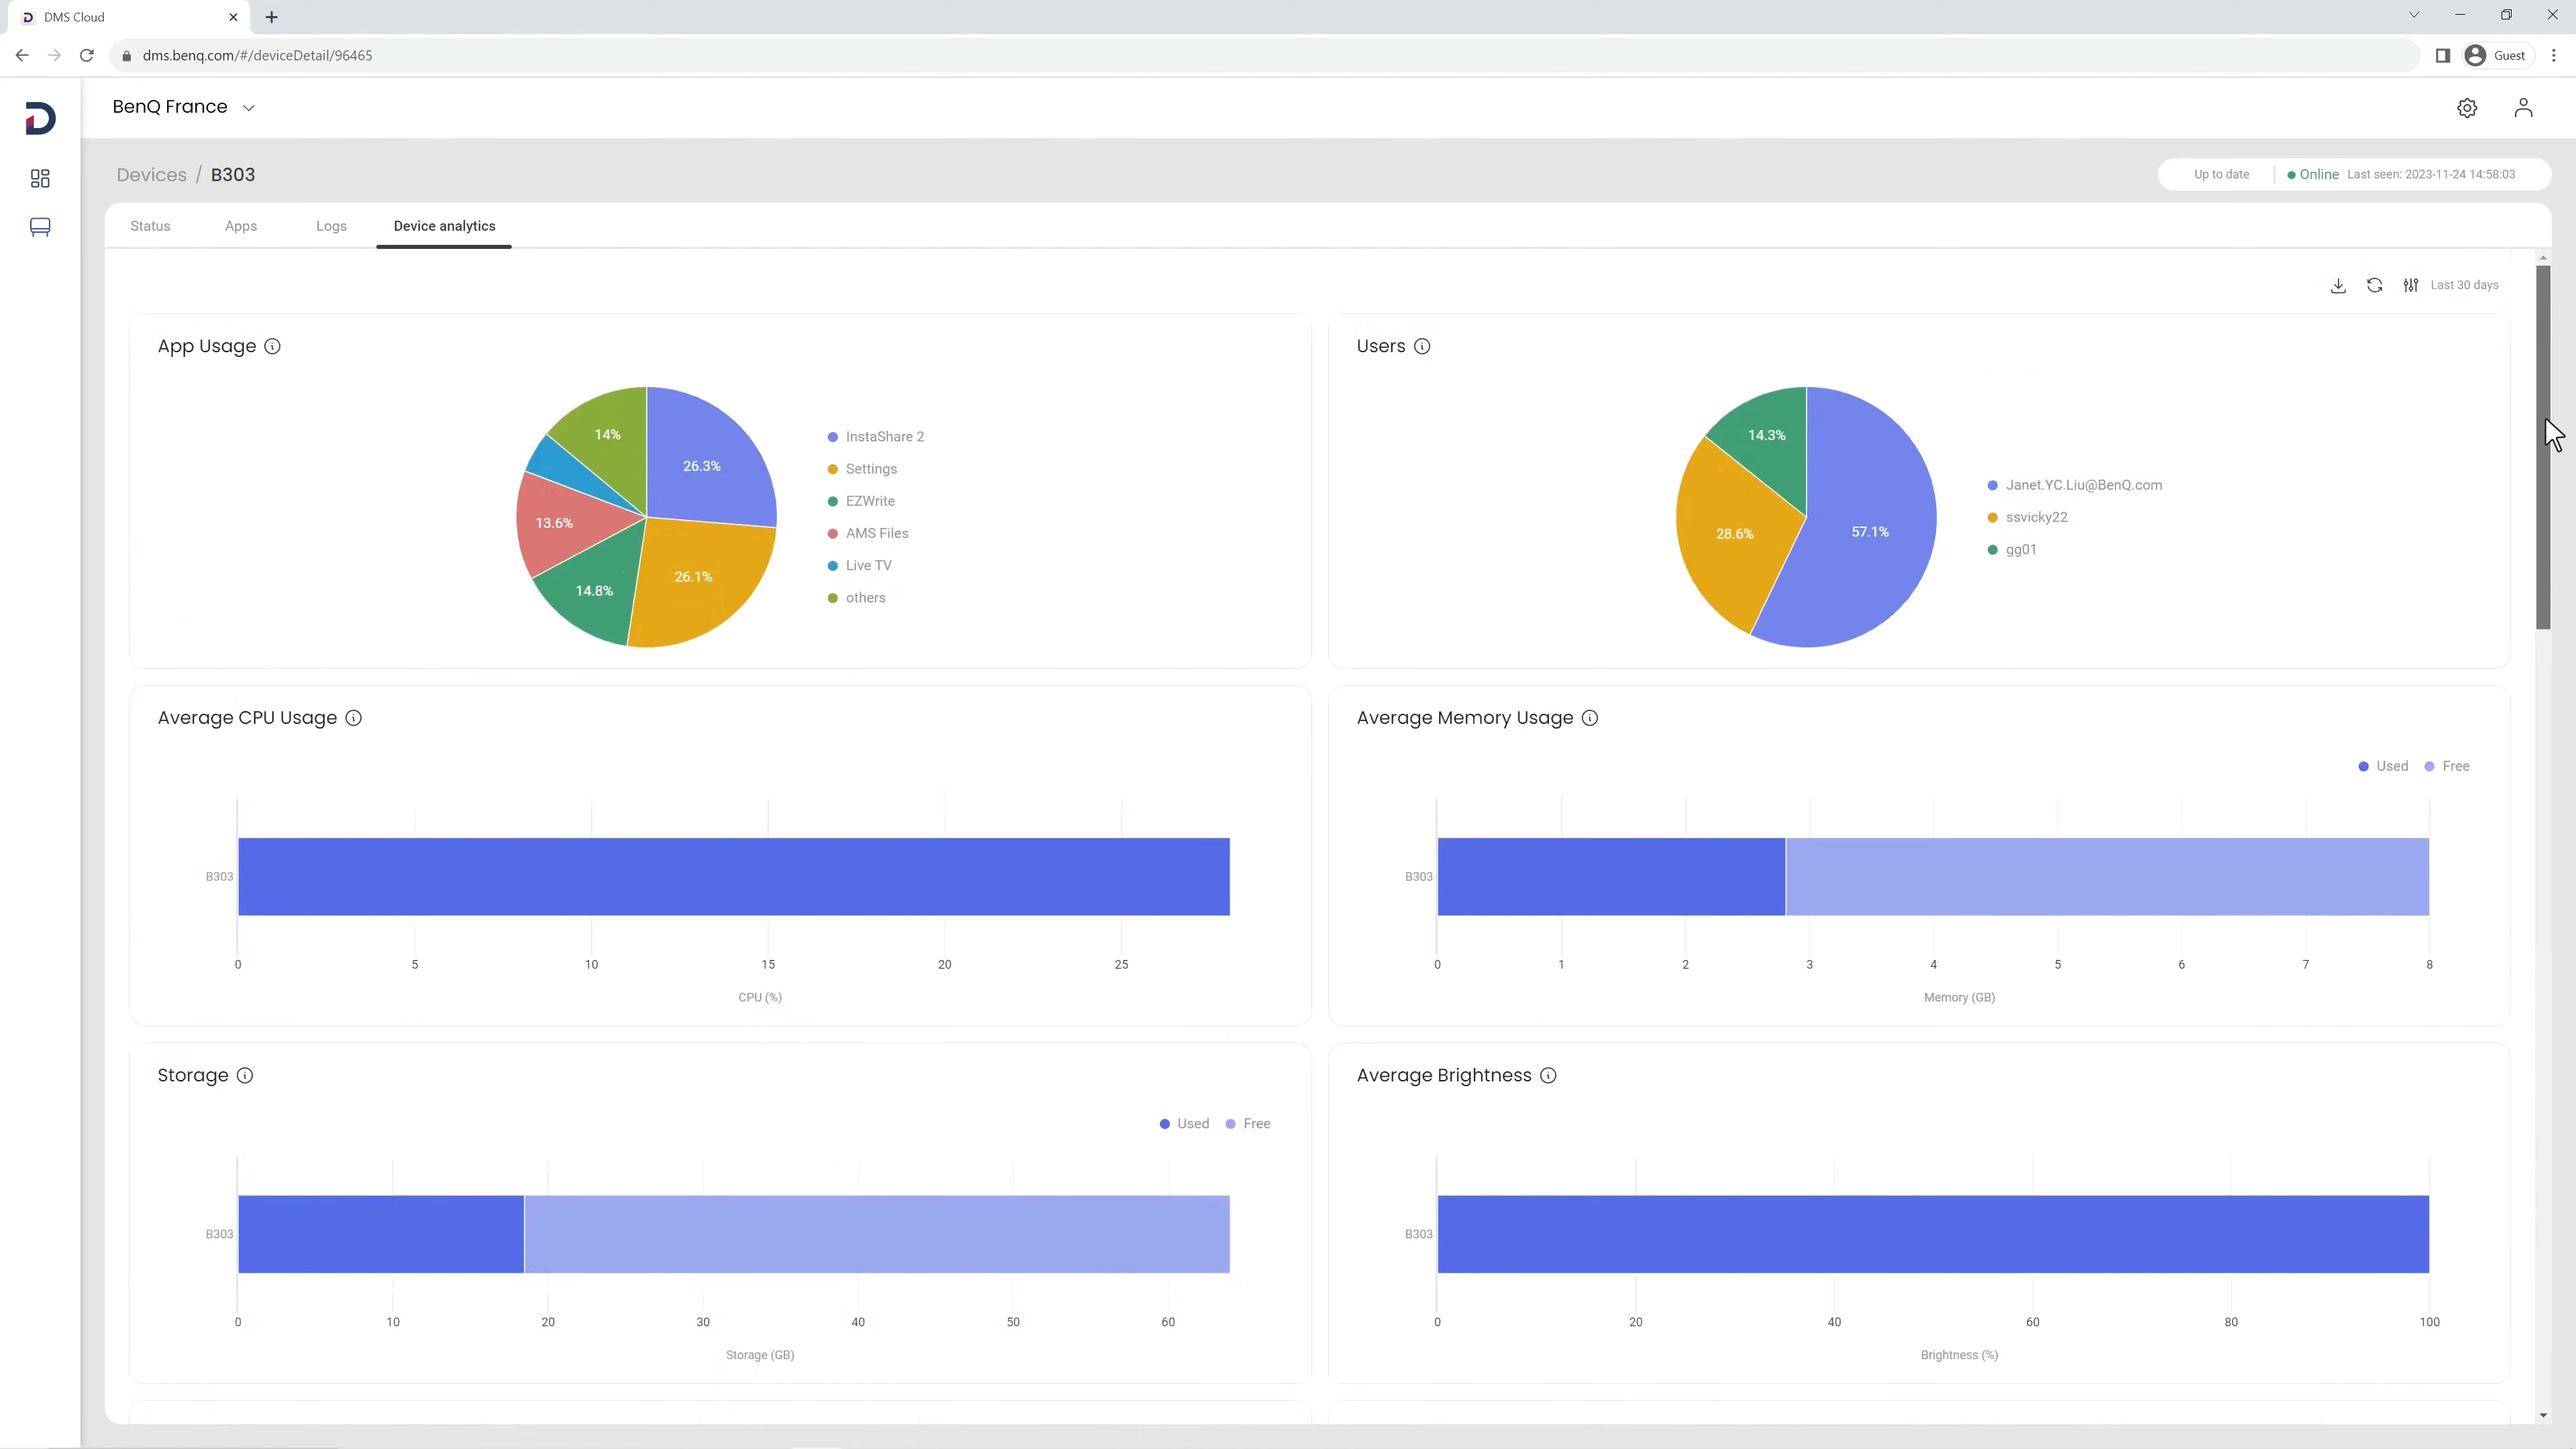 DMS Cloud
dms.benq.com/#/deviceDetail/96465
Guest
BenQ France
Devices / B303
Up to date
Online Last seen: 2023-11-24 14:58:03
Status Apps Logs Device analytics
Last 30 days
App Usage
14%
26.3%
13.6%
26.1%
14.8%
InstaShare 2
Settings
EZWrite
AMS Files
Live TV
others
Users
14.3%
28.6%
57.1%
Janet.YC.Liu@BenQ.com
ssvicky22
gg01
Average CPU Usage
B303
0 5 10 15 20 25
CPU (%)
Average Memory Usage
Used Free
B303
0 1 2 3 4 5 6 7 8
Memory (GB)
Storage
Used Free
B303
0 10 20 30 40 50 60
Storage (GB)
Average Brightness
B303
0 20 40 60 80 100
Brightness (%)